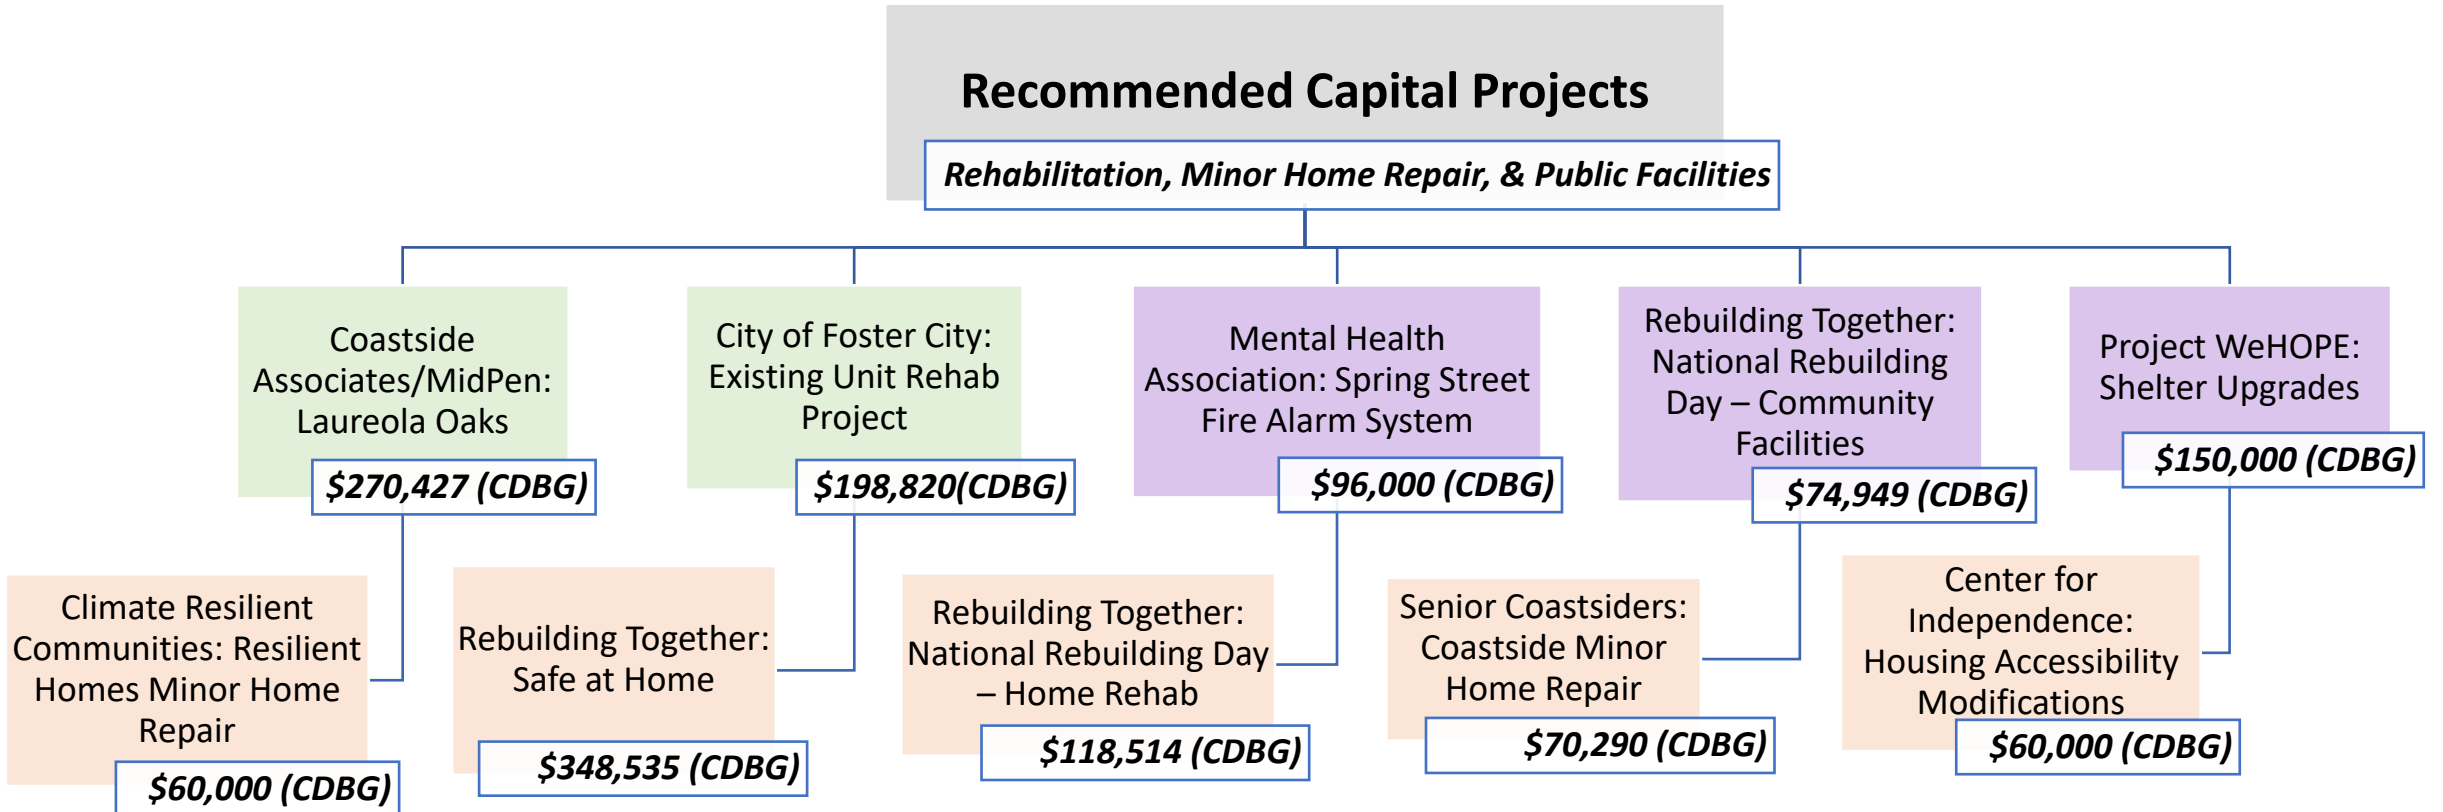 Recommended Capital Projects
Rehabilitation, Minor Home Repair, & Public Facilities
Coastside
Associates/MidPen:
Laureola Oaks
$270,427 (CDBG)
City of Foster City:
Existing Unit Rehab
Project
$198,820(CDBG)
Mental Health
Association: Spring Street
Fire Alarm System
$96,000 (CDBG)
Rebuilding Together:
National Rebuilding
Day – Community
Facilities
$74,949 (CDBG)
Project WeHOPE:
Shelter Upgrades
$150,000 (CDBG)
Climate Resilient
Communities: Resilient
Homes Minor Home
Repair
$60,000 (CDBG)
Rebuilding Together:
Safe at Home
$348,535 (CDBG)
Rebuilding Together:
National Rebuilding Day
– Home Rehab
$118,514 (CDBG)
Senior Coastsiders:
Coastside Minor
Home Repair
$70,290 (CDBG)
Center for
Independence:
Housing Accessibility
Modifications
$60,000 (CDBG)